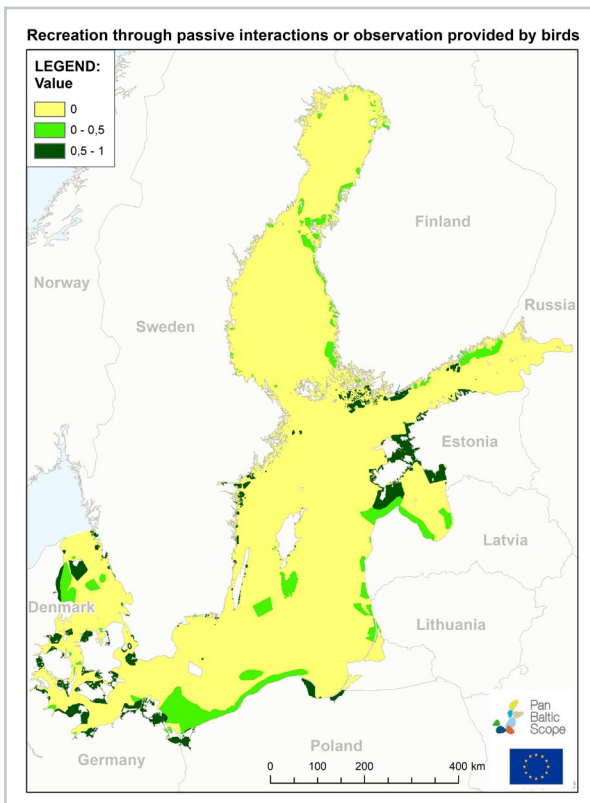 Recreation through passive interactions or observation provided by birds
LEGEND:
Value
0
0 - 0,5
0,5 - 1
Finland
Norway
Russia
Sweden
Estonia
Latvia
Denmark
Lithuania
Pan
Baltic
Scope
Poland
Germany
0 100 200 400 km